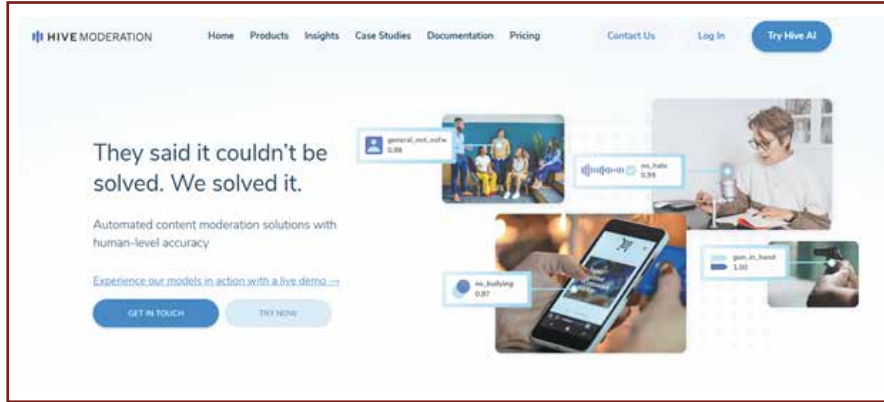 HIVE MODERATION
Home Products Insights Case Studies Documentation Pricing Contact Us Log In Try Hive AI
They said it couldn't be
solved. We solved it.
Automated content moderation solutions with
human-level accuracy
Experience our models in action with a live demo →
GET IN TOUCH TRY NOW
general_not_nsfw
0.98
no_hate
0.99
no_bullying
0.97
gun_in_hand
1.00